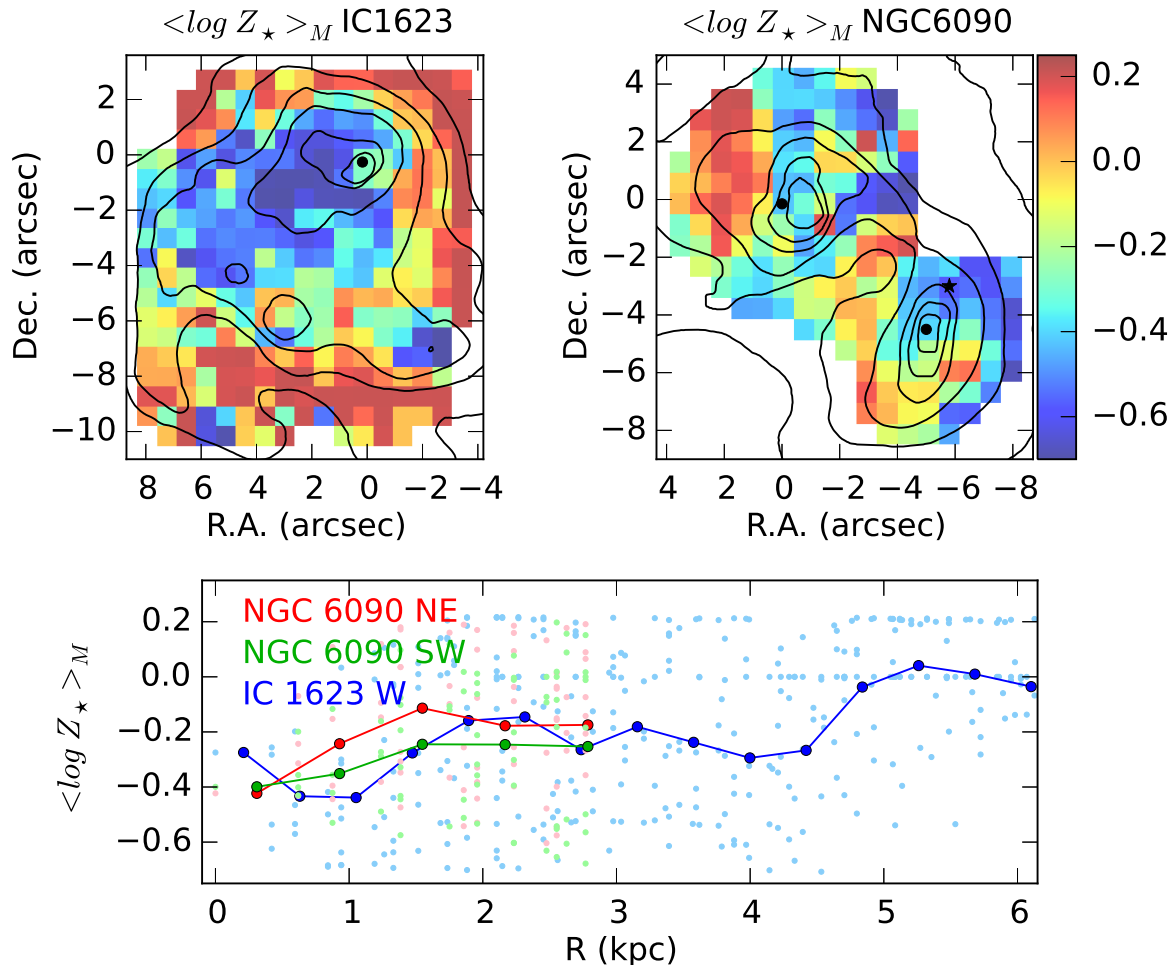 <log Z⋆>M IC1623
<log Z⋆>M NGC6090
Dec. (arcsec)
2
0
−2
−4
−6
−8
−10
8 6 4 2 0 −2 −4
R.A. (arcsec)
Dec. (arcsec)
4
2
0
−2
−4
−6
−8
4 2 0 −2 −4 −6 −8
R.A. (arcsec)
0.2
0.0
−0.2
−0.4
−0.6
<log Z⋆>M
0.2
0.0
−0.2
−0.4
−0.6
NGC 6090 NE
NGC 6090 SW
IC 1623 W
0 1 2 3 4 5 6
R (kpc)